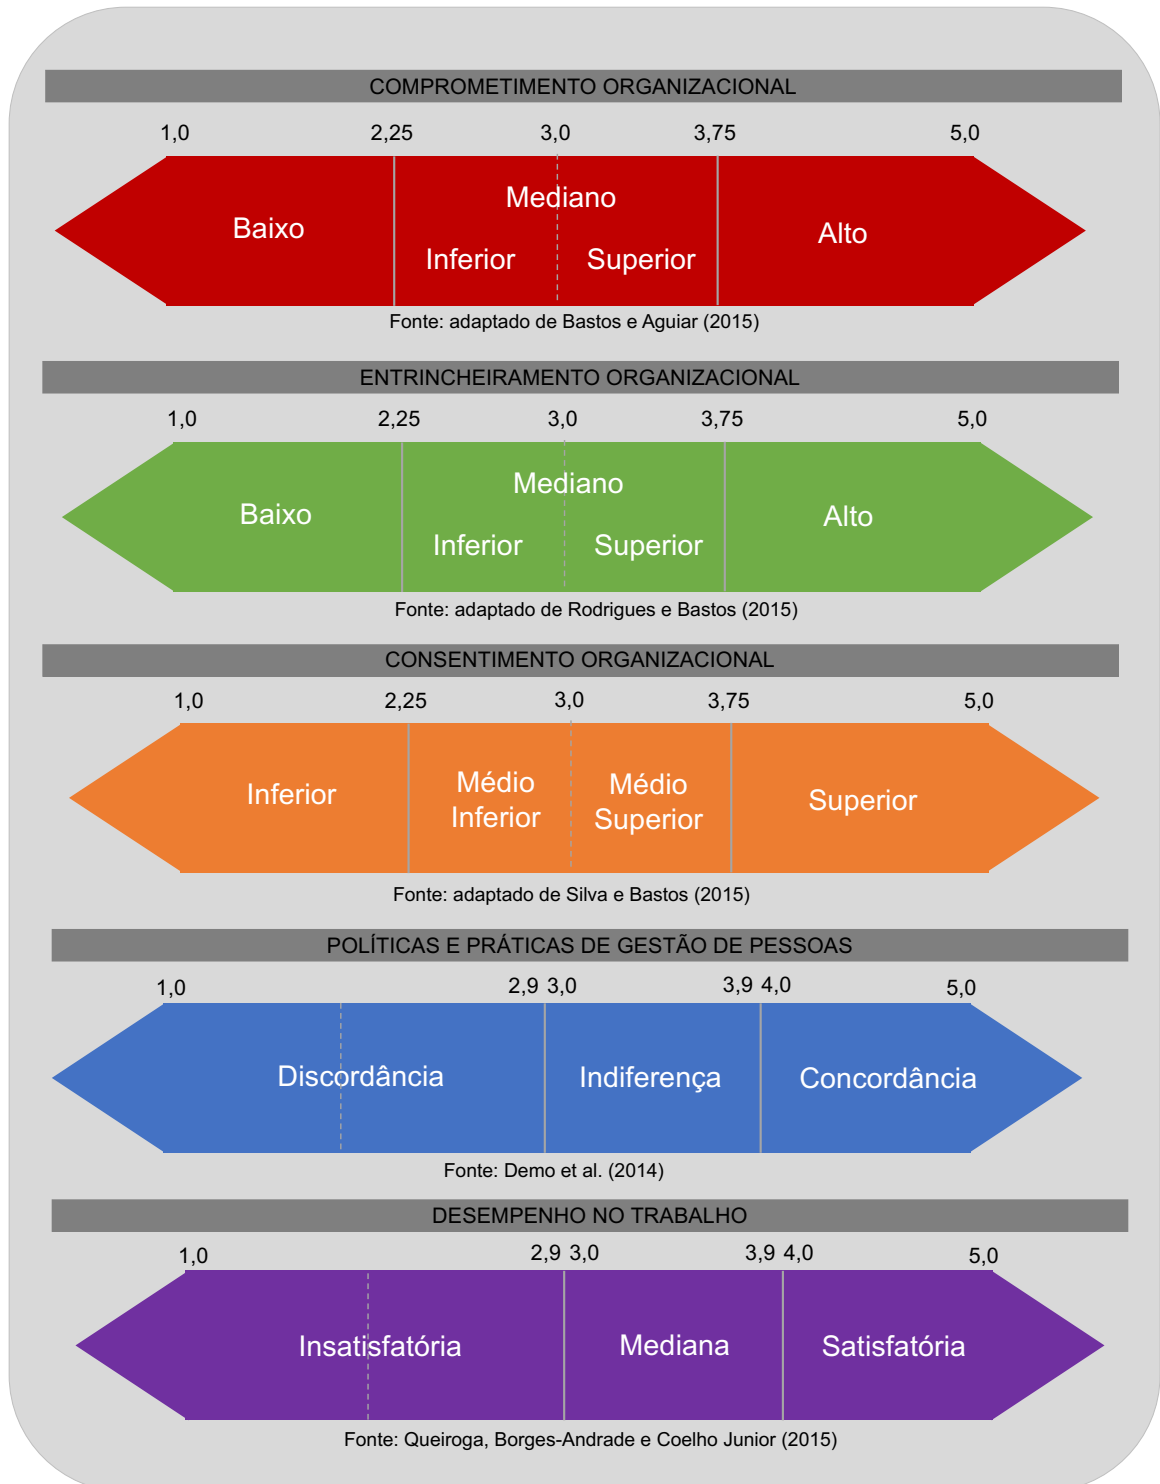 COMPROMETIMENTO ORGANIZACIONAL
1,0 2,25 3,0 3,75 5,0
Mediano
Baixo Alto
Inferior Superior
Fonte: adaptado de Bastos e Aguiar (2015)
ENTRINCHEIRAMENTO ORGANIZACIONAL
1,0 2,25 3,0 3,75 5,0
Mediano
Baixo Alto
Inferior Superior
Fonte: adaptado de Rodrigues e Bastos (2015)
CONSENTIMENTO ORGANIZACIONAL
1,0 2,25 3,0 3,75 5,0
Inferior Médio Inferior Médio Superior Superior
Fonte: adaptado de Silva e Bastos (2015)
POLÍTICAS E PRÁTICAS DE GESTÃO DE PESSOAS
1,0 2,9 3,0 3,9 4,0 5,0
Discordância Indiferença Concordância
Fonte: Demo et al. (2014)
DESEMPENHO NO TRABALHO
1,0 2,9 3,0 3,9 4,0 5,0
Insatisfatória Mediana Satisfatória
Fonte: Queiroga, Borges-Andrade e Coelho Junior (2015)